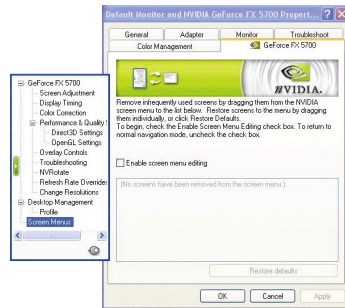 Default Monitor and NVIDIA GeForce FX 5700 Propert...
General
Adapter
Monitor
Troubleshoot
Color Management
GeForce FX 5700
NVIDIA.
Remove infrequently used screens by dragging them from the NVIDIA
screen menu to the list below. Restore screens to the menu by dragging
them individually, or click Restore Defaults.
To begin, check the Enable Screen Menu Editing check box. To return to
normal navigation mode, uncheck the check box.
Enable screen menu editing
(No screens have been removed from the screen menu.)
Restore defaults
OK
Cancel
Apply
GeForce FX 5700
Screen Adjustment
Display Timing
Color Correction
Performance & Quality S
Direct3D Settings
OpenGL Settings
Overlay Controls
Troubleshooting
NVRotate
Refresh Rate Overrides
Change Resolutions
Desktop Management
Profile
Screen Menus